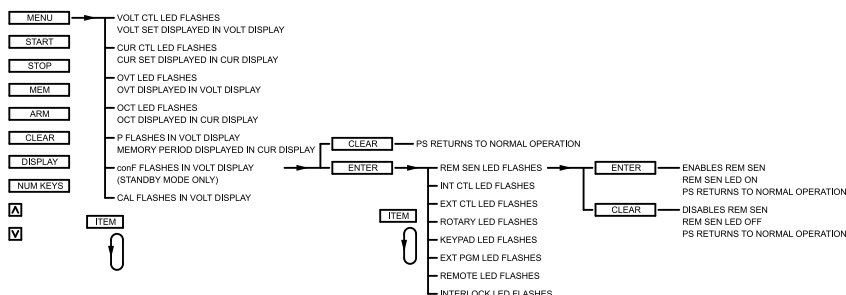 MENU
START
STOP
MEM
ARM
CLEAR
DISPLAY
NUM KEYS
VOLT CTL LED FLASHES
VOLT SET DISPLAYED IN VOLT DISPLAY
CUR CTL LED FLASHES
CUR SET DISPLAYED IN CUR DISPLAY
OVT LED FLASHES
OVT DISPLAYED IN VOLT DISPLAY
OCT LED FLASHES
OCT DISPLAYED IN CUR DISPLAY
P FLASHES IN VOLT DISPLAY
MEMORY PERIOD DISPLAYED IN CUR DISPLAY
conF FLASHES IN VOLT DISPLAY
(STANDBY MODE ONLY)
CAL FLASHES IN VOLT DISPLAY
ITEM
CLEAR
PS RETURNS TO NORMAL OPERATION
ENTER
ITEM
REM SEN LED FLASHES
INT CTL LED FLASHES
EXT CTL LED FLASHES
ROTARY LED FLASHES
KEYPAD LED FLASHES
EXT PGM LED FLASHES
REMOTE LED FLASHES
INTERLOCK LED FLASHES
ENTER
ENABLES REM SEN
REM SEN LED ON
PS RETURNS TO NORMAL OPERATION
CLEAR
DISABLES REM SEN
REM SEN LED OFF
PS RETURNS TO NORMAL OPERATION